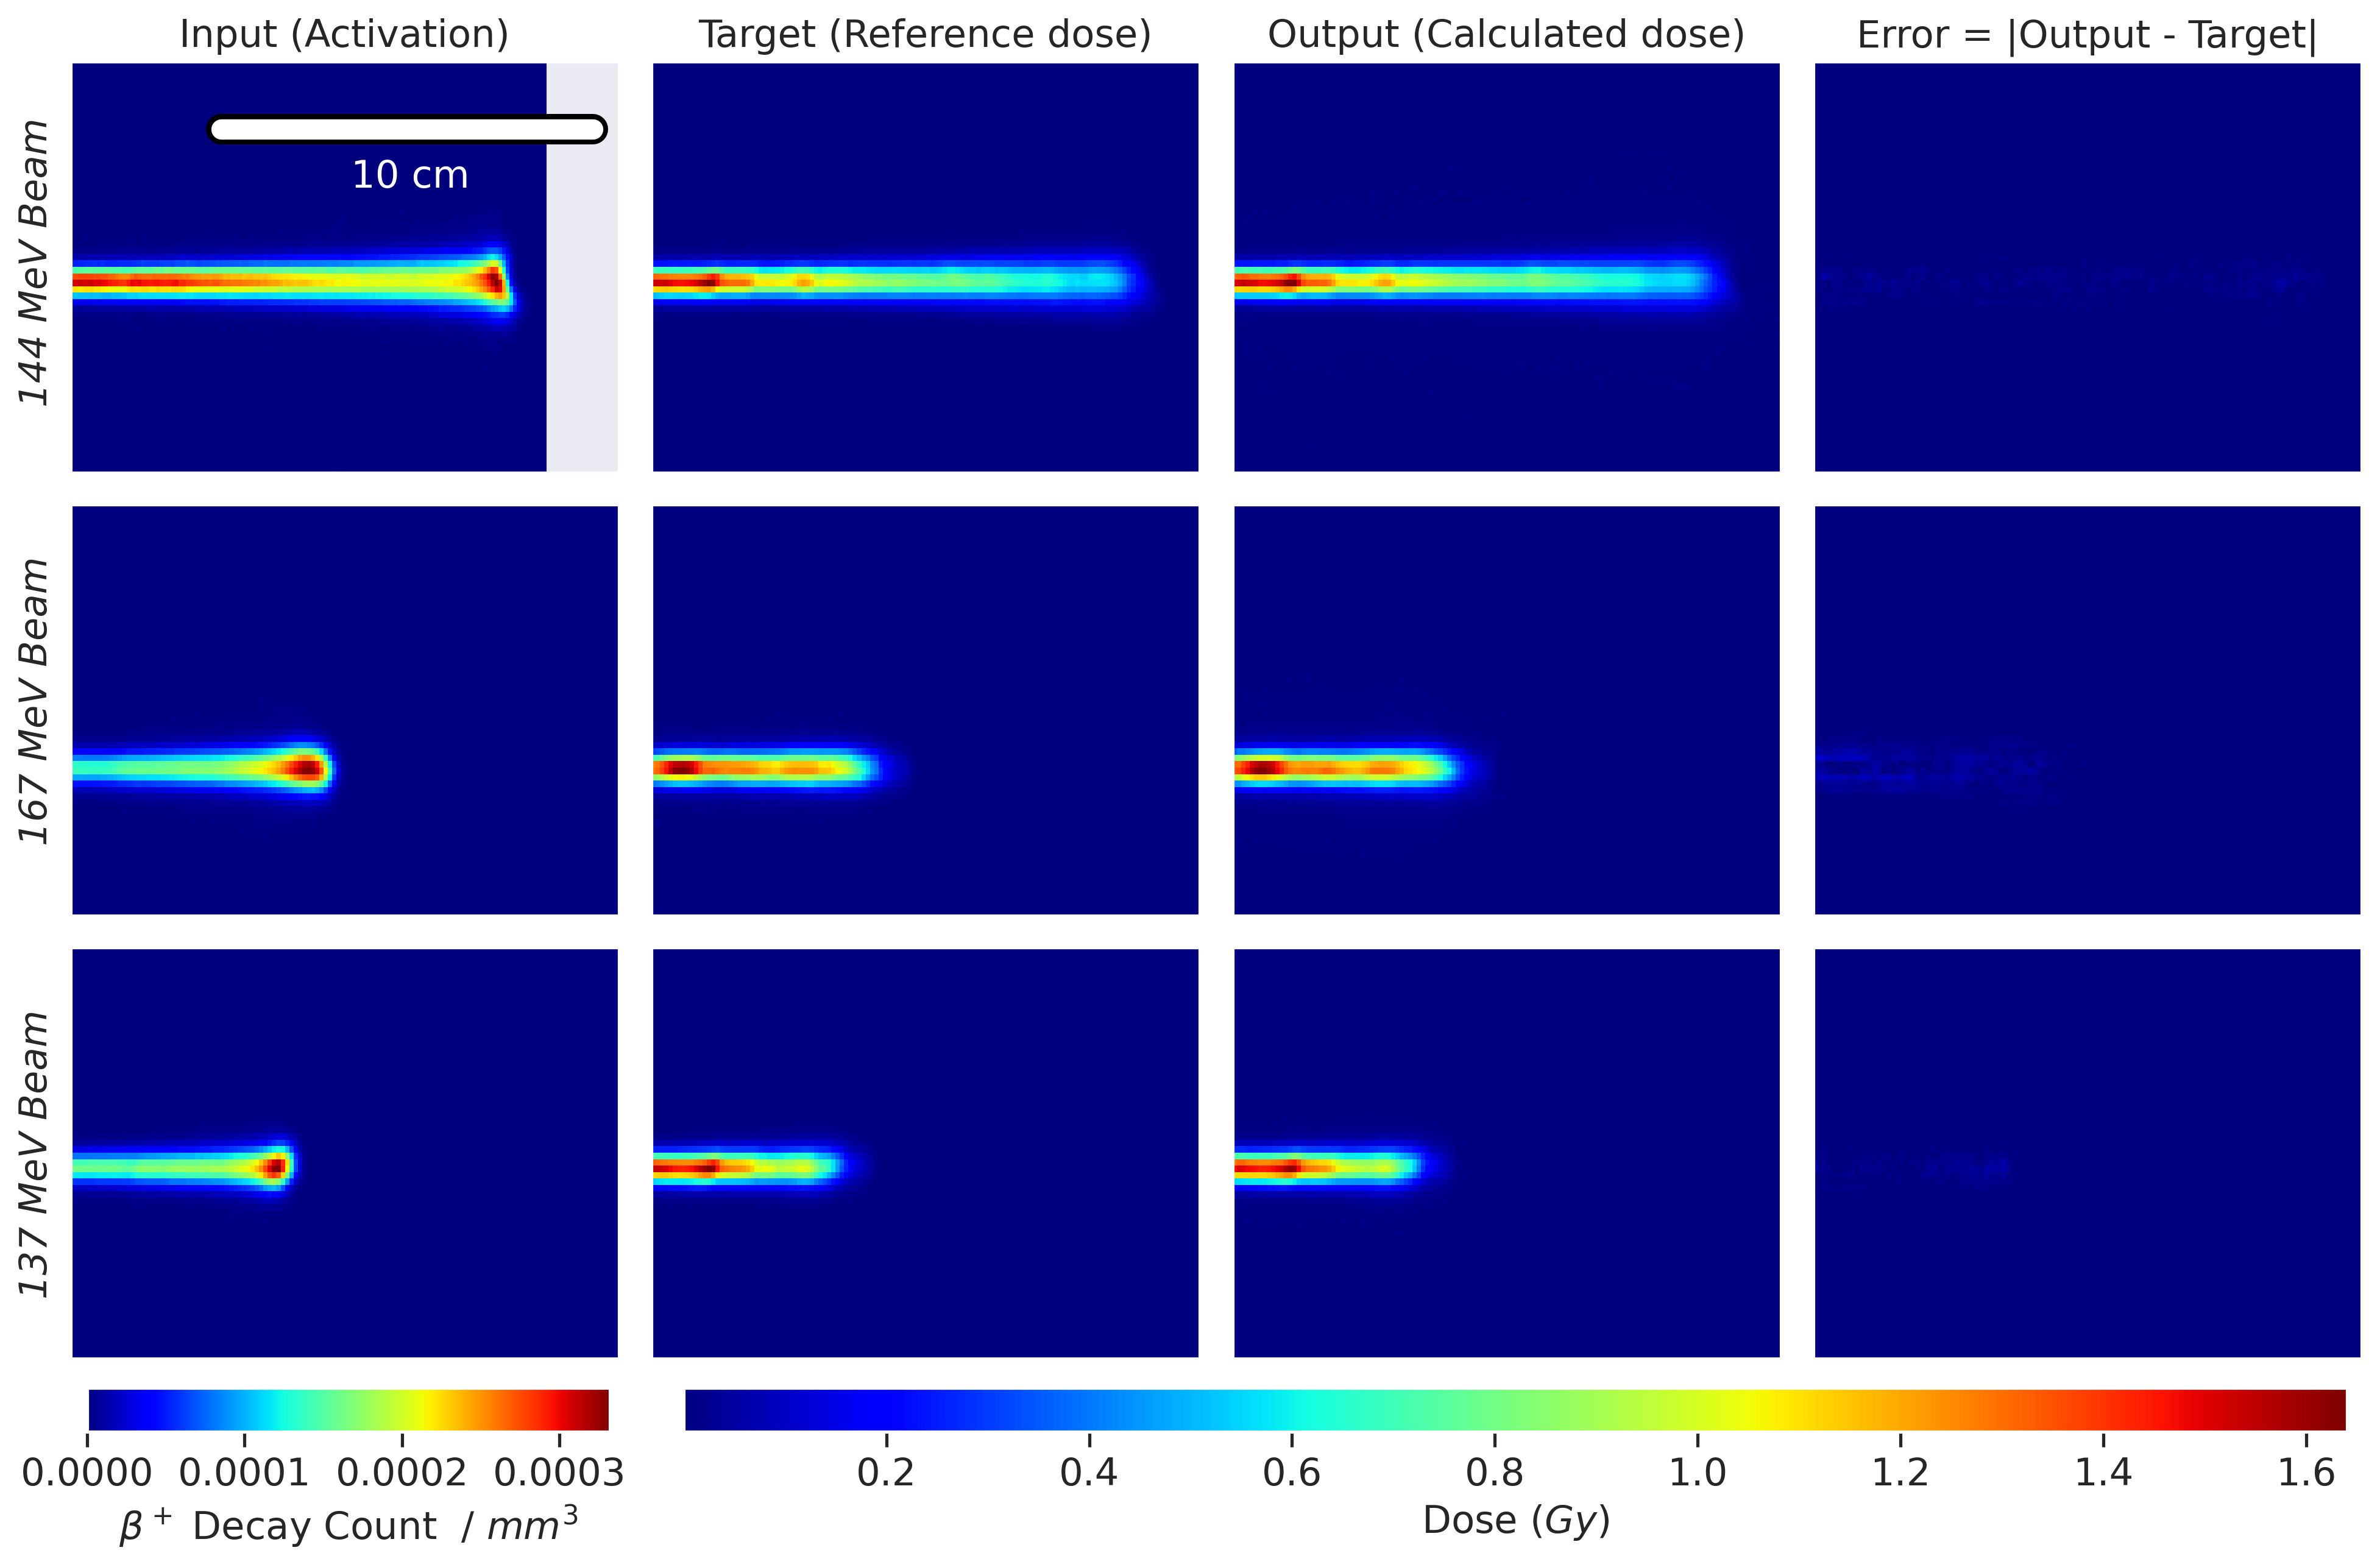 Input (Activation)
Target (Reference dose)
Output (Calculated dose)
Error = |Output - Target|
144 MeV Beam
10 cm
167 MeV Beam
137 MeV Beam
0.0000 0.0001 0.0002 0.0003
β⁺ Decay Count / mm³
0.2 0.4 0.6 0.8 1.0 1.2 1.4 1.6
Dose (Gy)